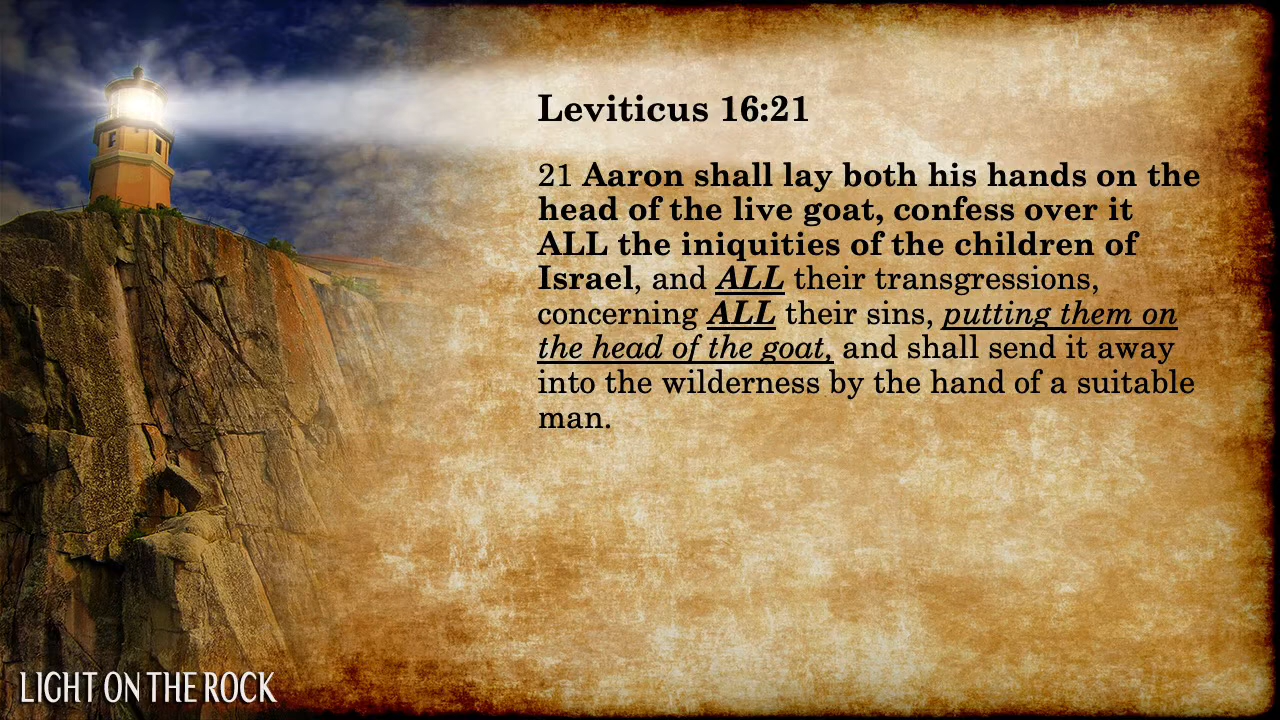 Leviticus 16:21
21 Aaron shall lay both his hands on the
head of the live goat, confess over it
ALL the iniquities of the children of
Israel, and ALL their transgressions,
concerning ALL their sins, putting them on
the head of the goat, and shall send it away
into the wilderness by the hand of a suitable
man.
LIGHT ON THE ROCK